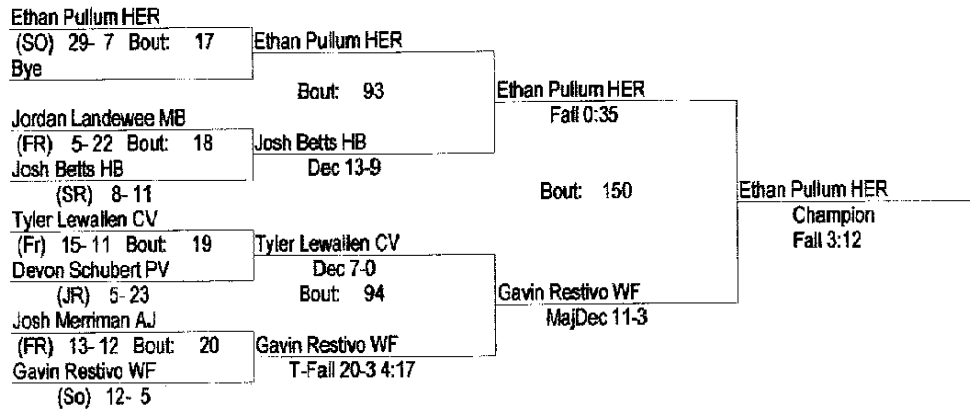 Ethan Pullum HER
(SO) 29- 7 Bout: 17
Bye
Jordan Landewee MB
(FR) 5- 22 Bout: 18
Josh Betts HB
(SR) 8- 11
Tyler Lewallen CV
(Fr) 15- 11 Bout: 19
Devon Schubert PV
(JR) 5- 23
Josh Merriman AJ
(FR) 13- 12 Bout: 20
Gavin Restivo WF
(So) 12- 5
Ethan Pullum HER
Bout: 93
Josh Betts HB
Dec 13-9
Tyler Lewallen CV
Dec 7-0
Bout: 94
Gavin Restivo WF
T-Fall 20-3 4:17
Ethan Pullum HER
Fall 0:35
Bout: 150
Gavin Restivo WF
MajDec 11-3
Ethan Pullum HER
Champion
Fall 3:12